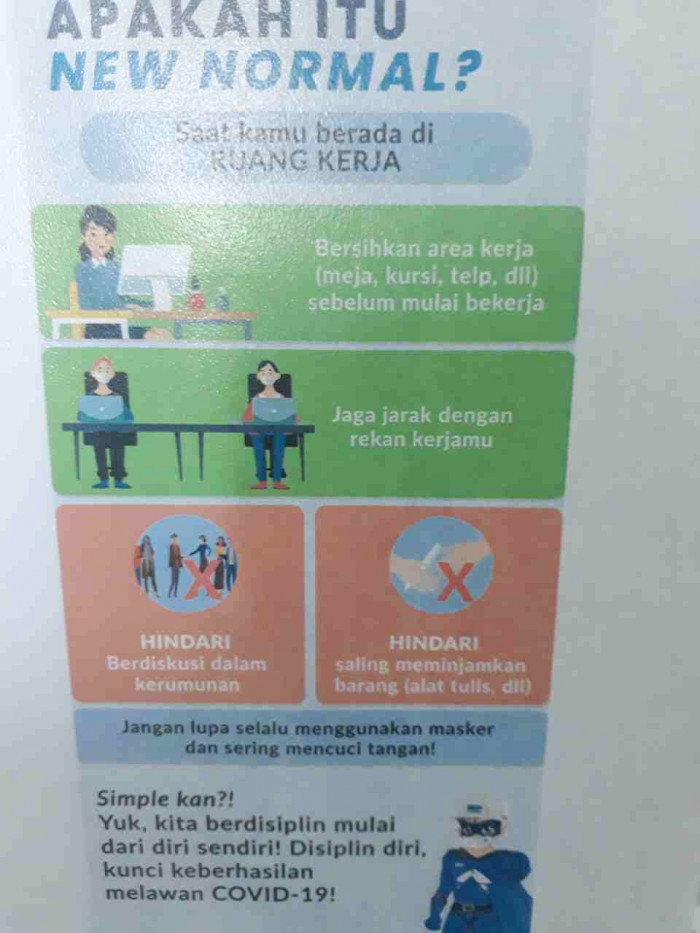 APAKAH ITU
NEW NORMAL?
Saat kamu berada di
RUANG KERJA
Bersihkan area kerja
(meja, kursi, telp, dll)
sebelum mulai bekerja
Jaga jarak dengan
rekan kerjamu
HINDARI
Berdiskusi dalam
kerumunan
HINDARI
saling meminjamkan
barang (alat tulis, dll)
Jangan lupa selalu menggunakan masker
dan sering mencuci tangan!
Simple kan?!
Yuk, kita berdisiplin mulai
dari diri sendiri! Disiplin diri,
kunci keberhasilan
melawan COVID-19!